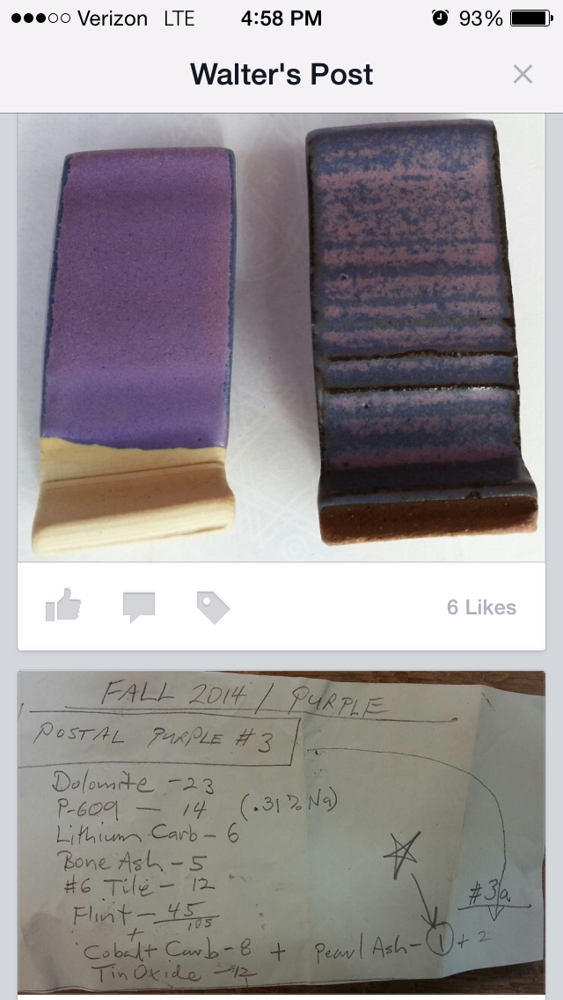 Verizon LTE 4:58 PM 93%
Walter's Post
6 Likes
FALL 2014 / PURPLE
POSTAL PURPLE #3
Dolomite - 23
P-609 — 14 (.31% Na)
Lithium Carb - 6
Bone Ash - 5
#6 Tile - 12
Flint - 45
105
#3a
+
Cobalt Carb - 8 + Pearl Ash - 1 + 2
Tin Oxide - 12